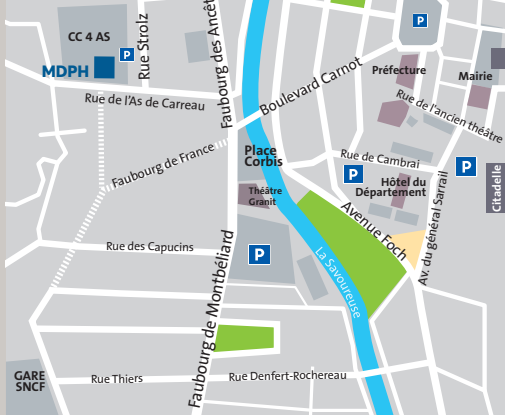 CC 4 AS
P
MDPH
Rue Strolz
Faubourg des Ancêt
P
Préfecture
Mairie
Rue de l'As de Carreau
Boulevard Carnot
Rue de l'ancien théâtre
Faubourg de France
Place
Corbis
Rue de Cambrai
P
P
Citadelle
Théâtre
Granit
Hôtel du
Département
Avenue Foch
Av. du général Sarrail
Rue des Capucins
P
La Savoureuse
Faubourg de Montbéliard
GARE
SNCF
Rue Thiers
Rue Denfert-Rochereau